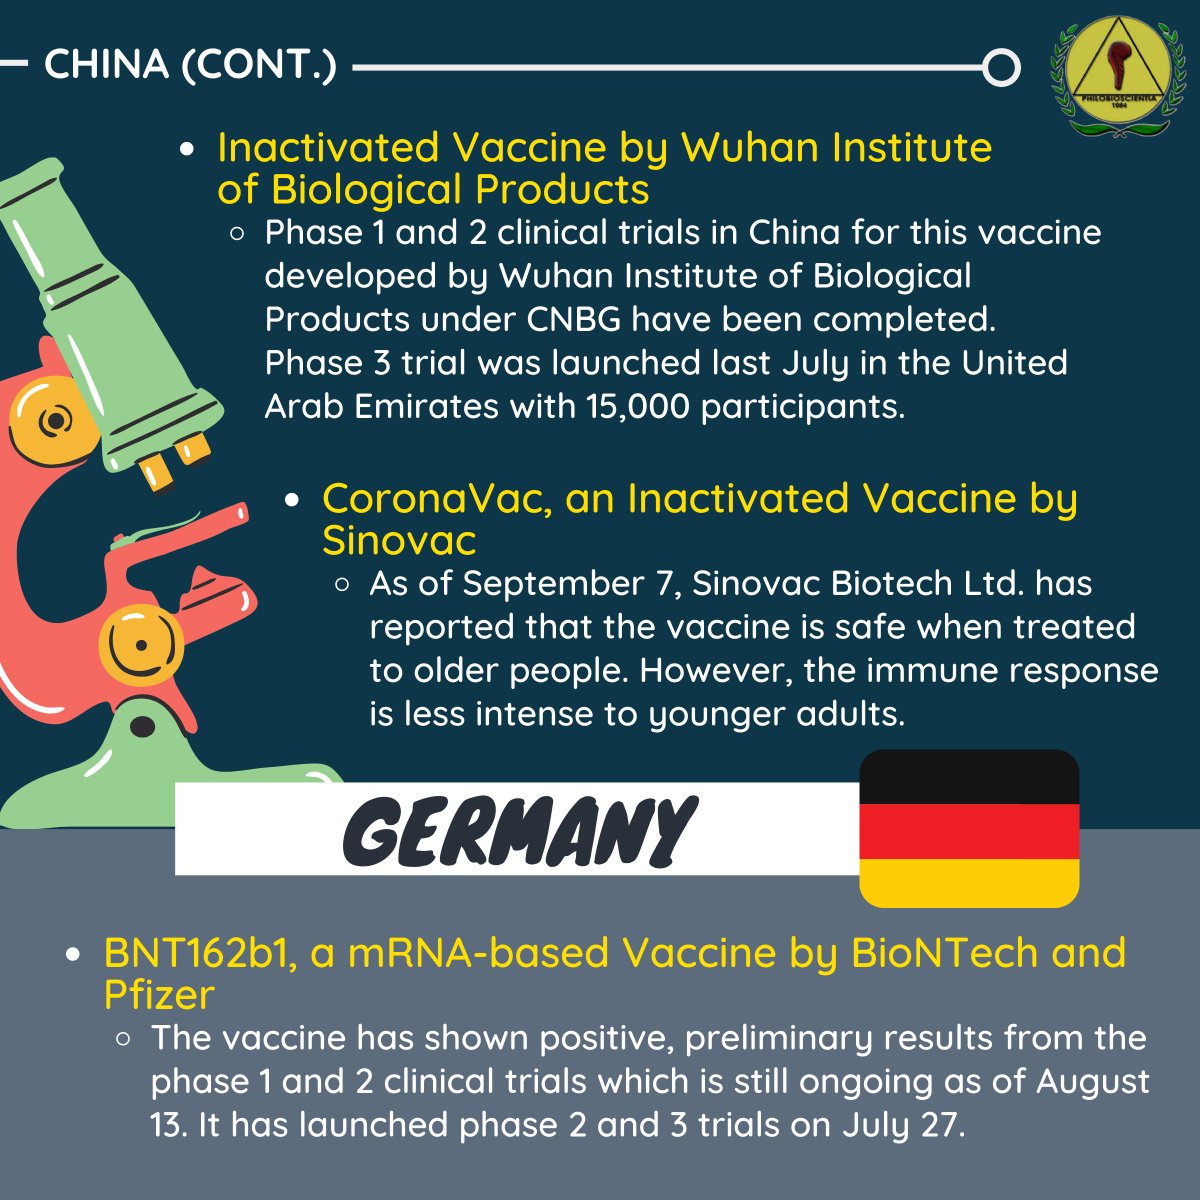 CHINA (CONT.)
PHILOBIOSCIENTIA
1984
Inactivated Vaccine by Wuhan Institute
of Biological Products
Phase 1 and 2 clinical trials in China for this vaccine
developed by Wuhan Institute of Biological
Products under CNBG have been completed.
Phase 3 trial was launched last July in the United
Arab Emirates with 15,000 participants.
CoronaVac, an Inactivated Vaccine by
Sinovac
As of September 7, Sinovac Biotech Ltd. has
reported that the vaccine is safe when treated
to older people. However, the immune response
is less intense to younger adults.
GERMANY
BNT162b1, a mRNA-based Vaccine by BioNTech and
Pfizer
The vaccine has shown positive, preliminary results from the
phase 1 and 2 clinical trials which is still ongoing as of August
13. It has launched phase 2 and 3 trials on July 27.